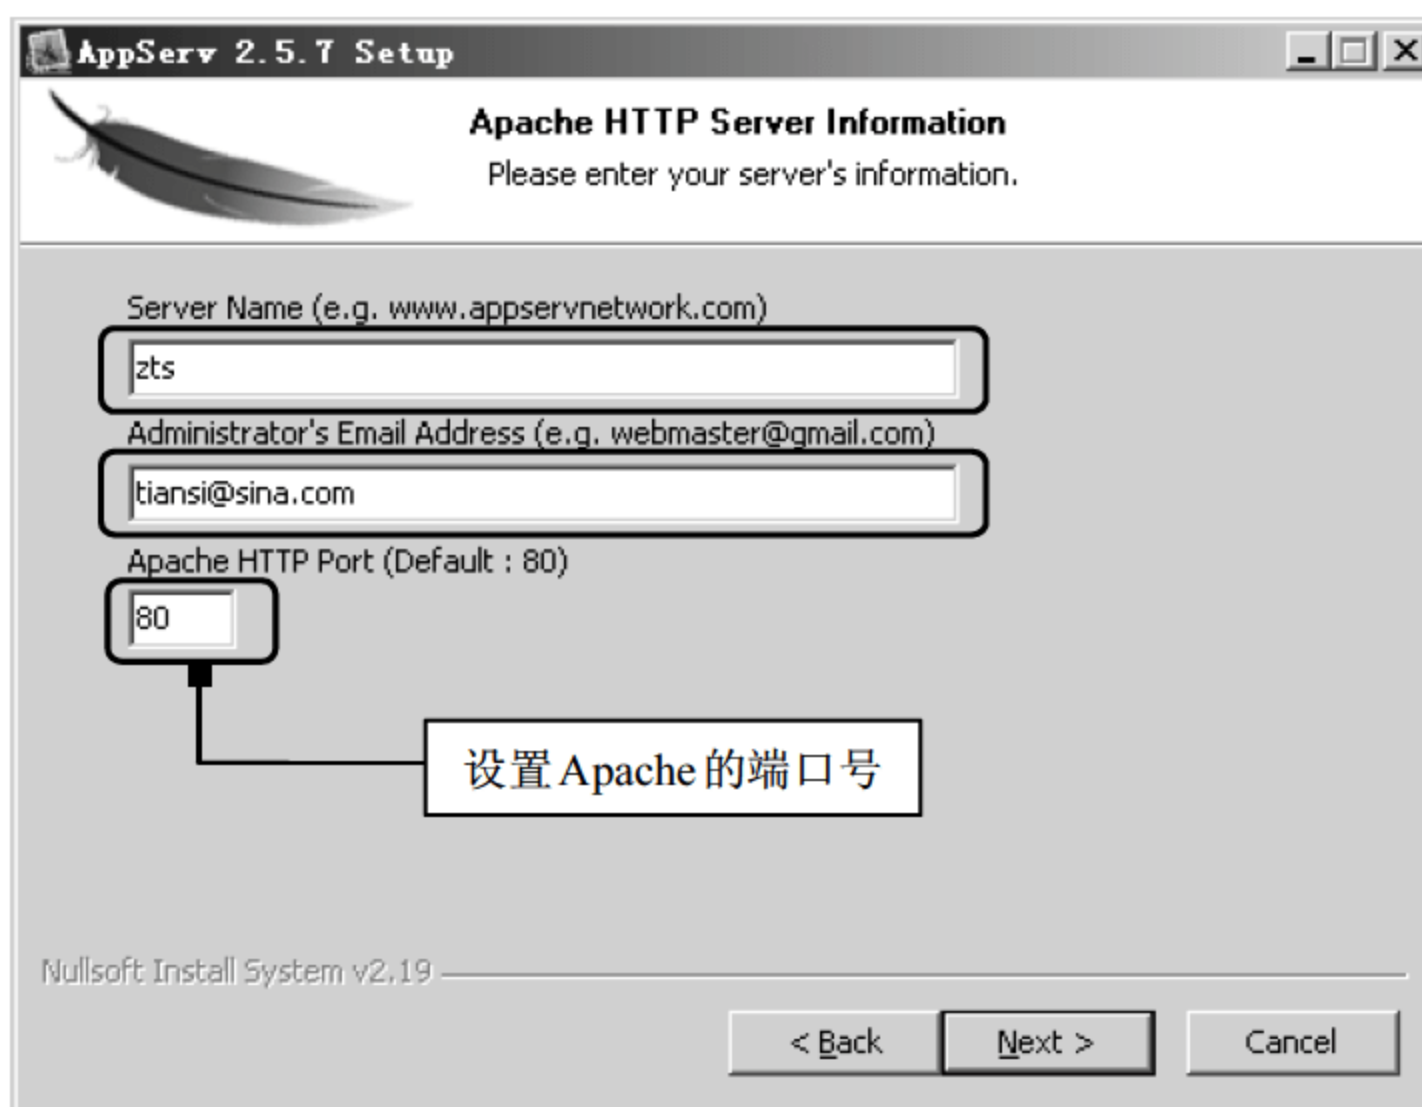 AppServ 2.5.7 Setup
Apache HTTP Server Information
Please enter your server's information.
Server Name (e.g. www.appservnetwork.com)
zts
Administrator's Email Address (e.g. webmaster@gmail.com)
tiansi@sina.com
Apache HTTP Port (Default : 80)
80
设置Apache的端口号
Nullsoft Install System v2.19
< Back Next > Cancel